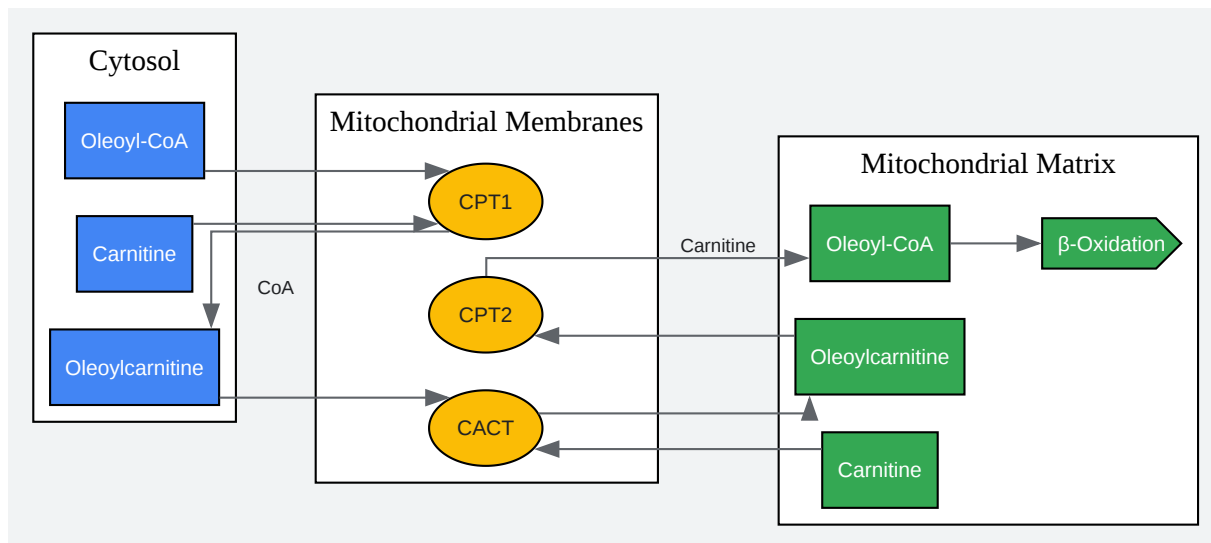 Cytosol
Oleoyl-CoA
Carnitine
Oleoylcarnitine
CoA
Mitochondrial Membranes
CPT1
CPT2
CACT
Carnitine
Mitochondrial Matrix
Oleoyl-CoA
β-Oxidation
Oleoylcarnitine
Carnitine